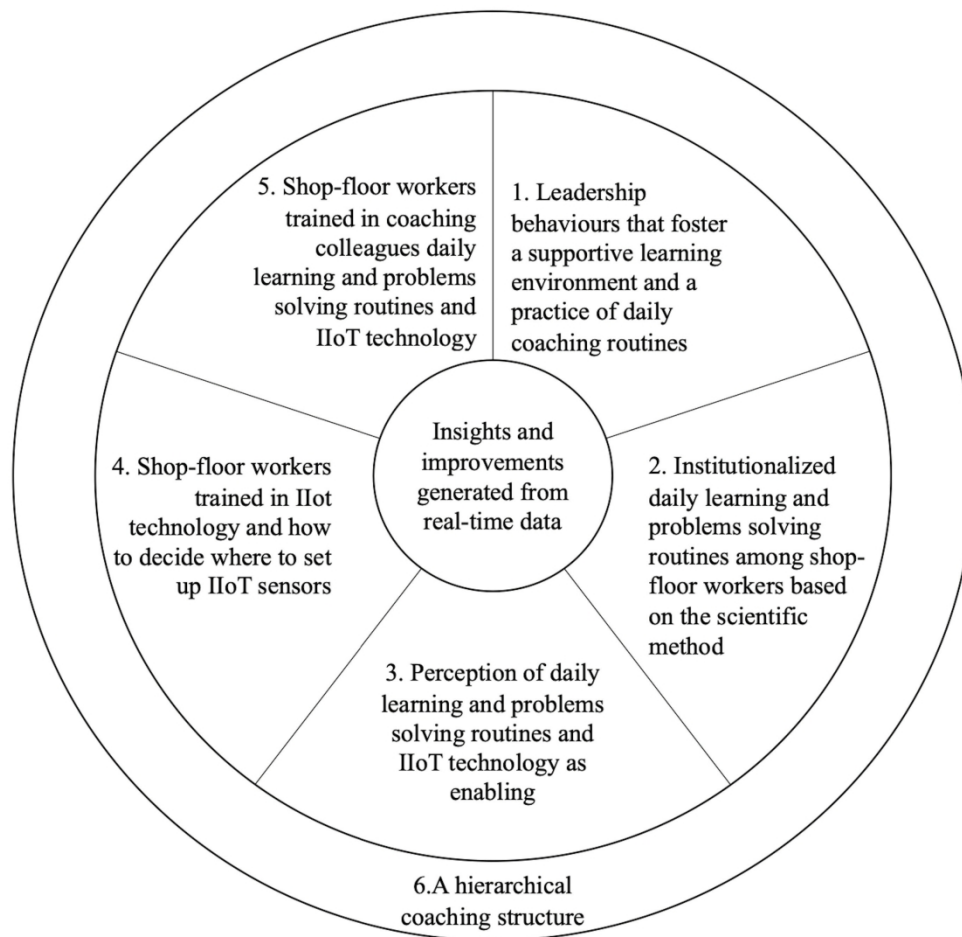 1. Leadership
behaviours that foster
a supportive learning
environment and a
practice of daily
coaching routines
2. Institutionalized
daily learning and
problems solving
routines among shop-
floor workers based
on the scientific
method
3. Perception of daily
learning and problems
solving routines and
IIoT technology as
enabling
4. Shop-floor workers
trained in IIot
technology and how
to decide where to set
up IIoT sensors
5. Shop-floor workers
trained in coaching
colleagues daily
learning and problems
solving routines and
IIoT technology
Insights and
improvements
generated from
real-time data
6.A hierarchical
coaching structure